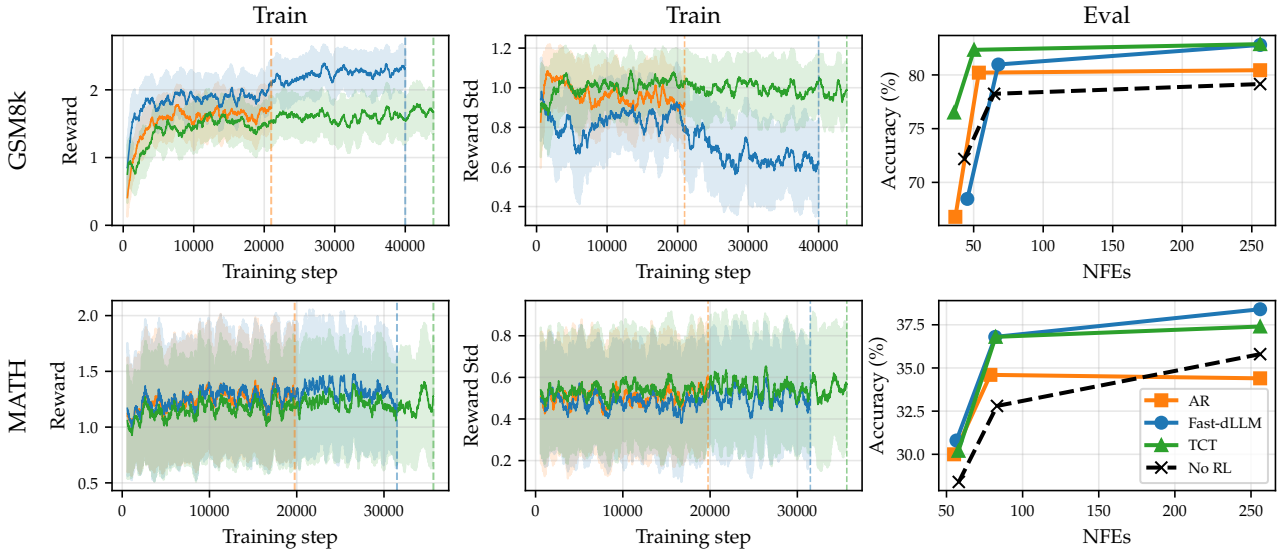 Train
Train
Eval
GSM8k
Reward
2
1
0
0
10000
20000
30000
40000
Training step
Reward Std
1.2
1.0
0.8
0.6
0.4
0
10000
20000
30000
40000
Training step
Accuracy (%)
80
75
70
50
100
150
200
250
NFEs
MATH
Reward
2.0
1.5
1.0
0.5
0
10000
20000
30000
Training step
Reward Std
0.8
0.6
0.4
0.2
0
10000
20000
30000
Training step
Accuracy (%)
37.5
35.0
32.5
30.0
50
100
150
200
250
NFEs
AR
Fast-dLLM
TCT
No RL